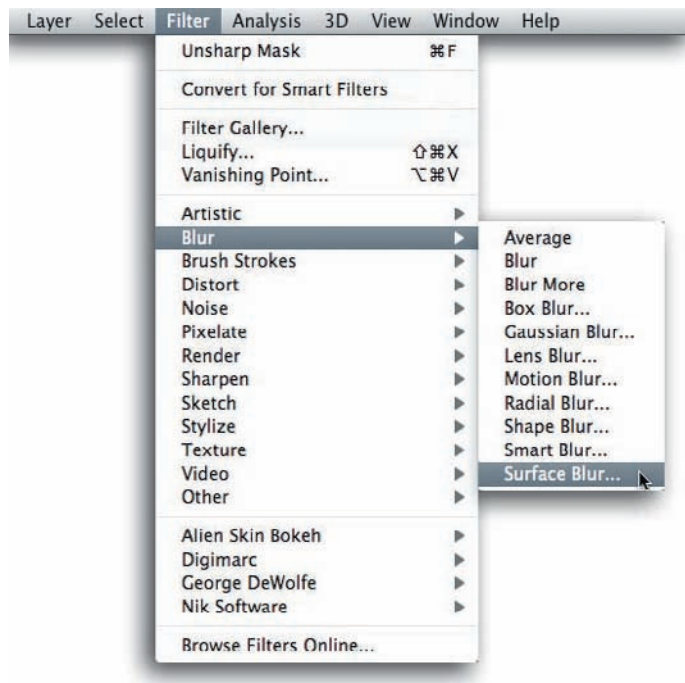 Layer Select Filter Analysis 3D View Window Help
Unsharp Mask ⌘F
Convert for Smart Filters
Filter Gallery...
Liquify... ⇧⌘X
Vanishing Point... ⌥⌘V
Artistic
Blur
Brush Strokes
Distort
Noise
Pixelate
Render
Sharpen
Sketch
Stylize
Texture
Video
Other
Alien Skin Bokeh
Digimarc
George DeWolfe
Nik Software
Browse Filters Online...
Average
Blur
Blur More
Box Blur...
Gaussian Blur...
Lens Blur...
Motion Blur...
Radial Blur...
Shape Blur...
Smart Blur...
Surface Blur...